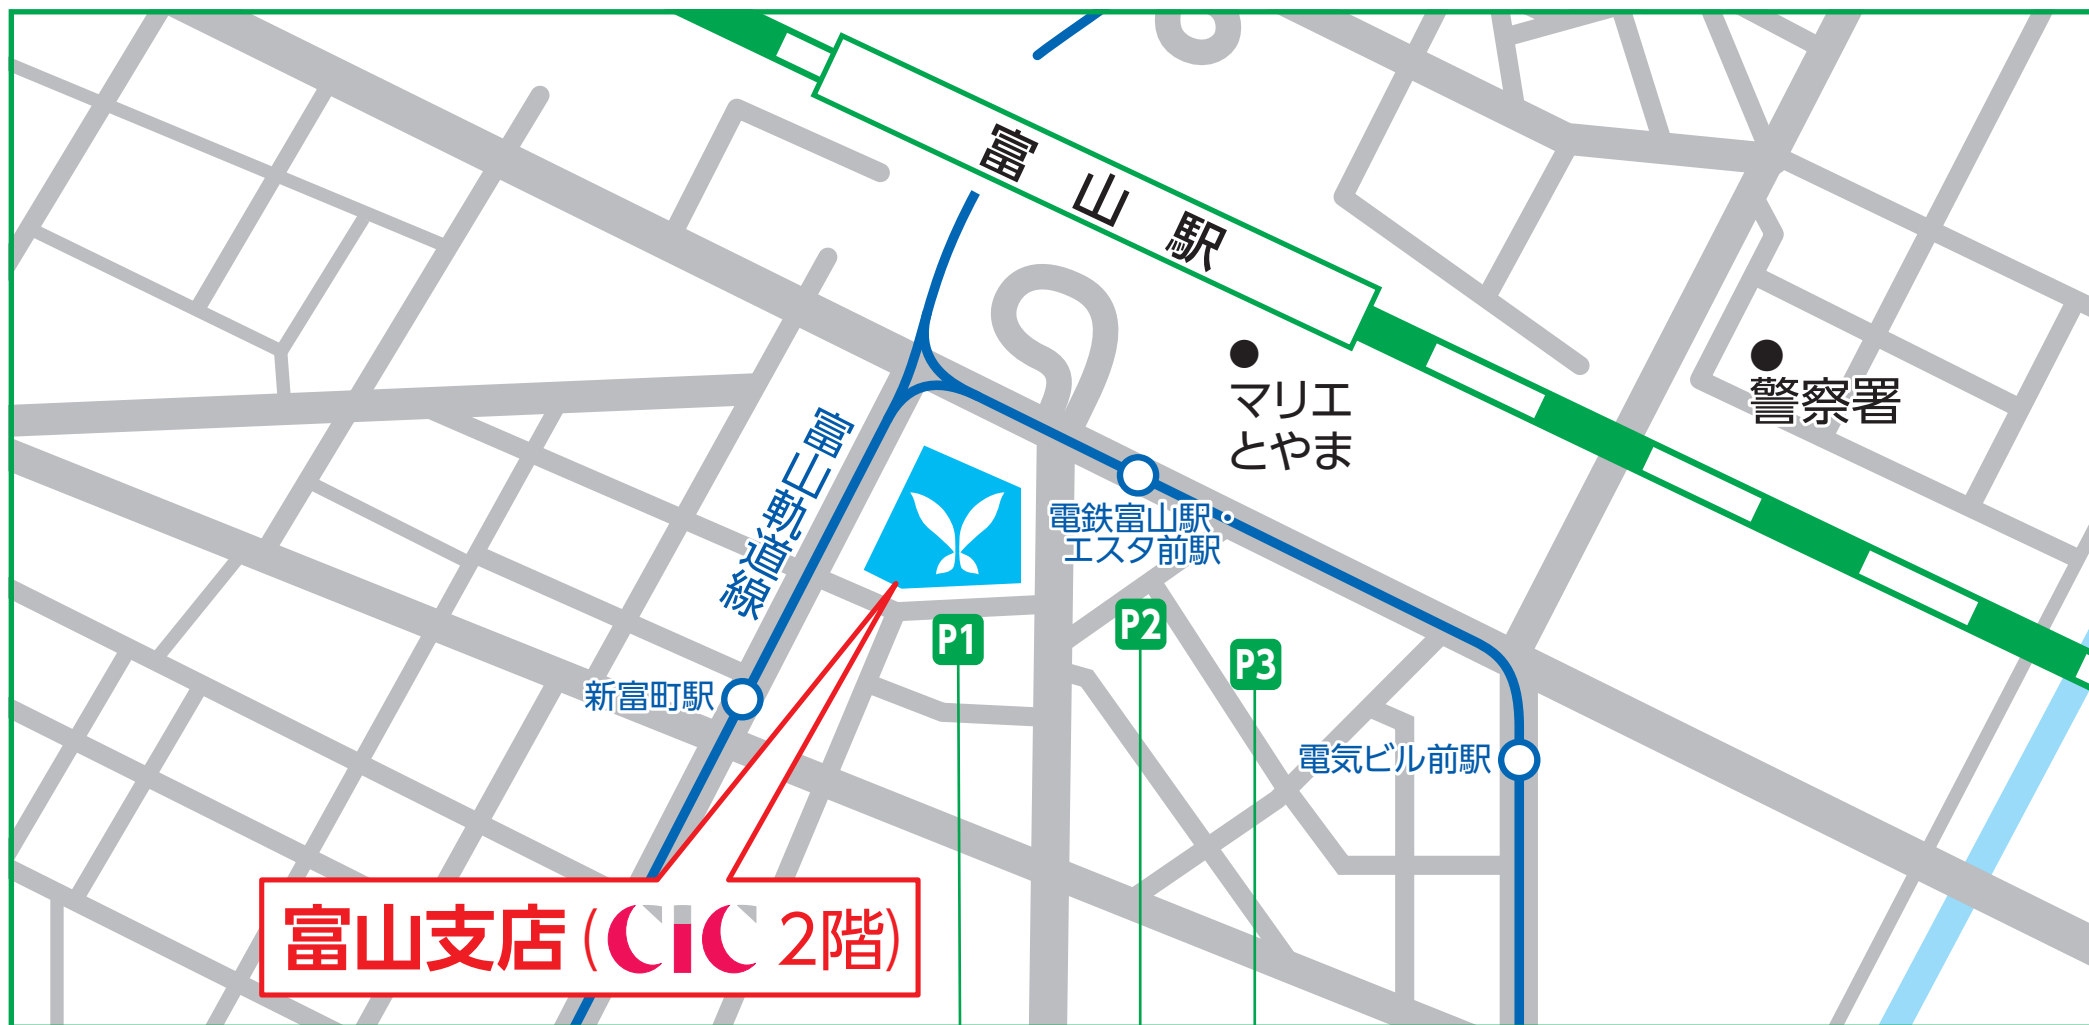 富山駅
マリエ
とやま
警察署
富山軌道線
電鉄富山駅・
エスタ前駅
P1
P2
P3
新富町駅
電気ビル前駅
富山支店(CiC 2階)